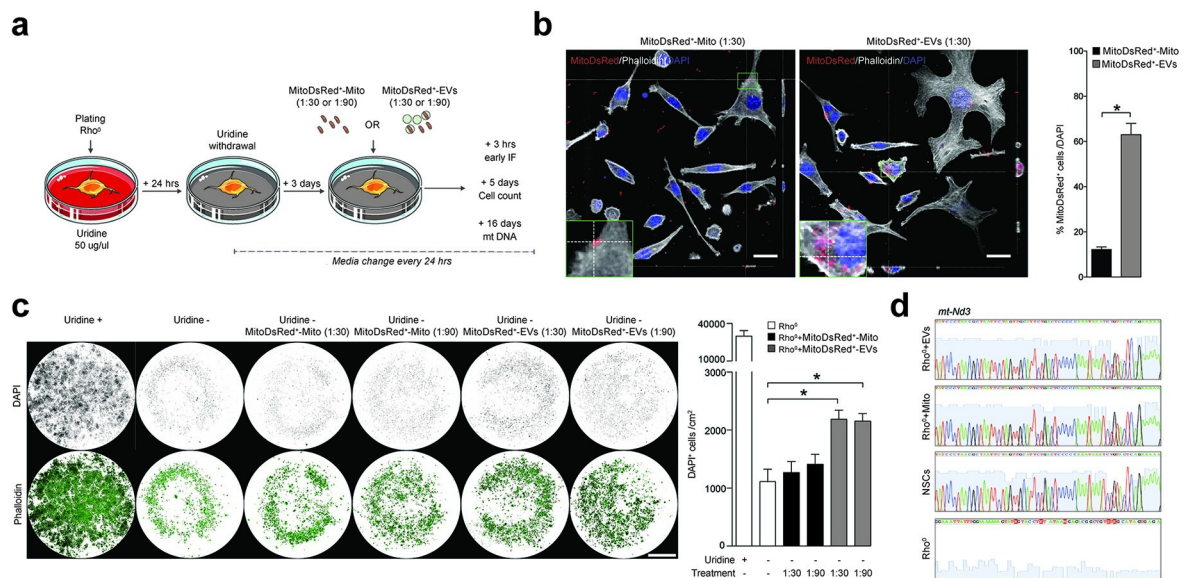 a
Plating
Rho⁰
Uridine
50 ug/ul
+ 24 hrs
Uridine
withdrawal
+ 3 days
MitoDsRed⁺-Mito
(1:30 or 1:90)
OR
MitoDsRed⁺-EVs
(1:30 or 1:90)
+ 3 hrs
early IF
+ 5 days
Cell count
+ 16 days
mt DNA
Media change every 24 hrs
b
MitoDsRed⁺-Mito (1:30)
MitoDsRed/Phalloidin/DAPI
MitoDsRed⁺-EVs (1:30)
MitoDsRed/Phalloidin/DAPI
MitoDsRed⁺-Mito
MitoDsRed⁺-EVs
% MitoDsRed⁺ cells /DAPI
100
80
60
40
20
0
*
c
Uridine +
Uridine -
Uridine -
MitoDsRed⁺-Mito (1:30)
Uridine -
MitoDsRed⁺-Mito (1:90)
Uridine -
MitoDsRed⁺-EVs (1:30)
Uridine -
MitoDsRed⁺-EVs (1:90)
DAPI
Phalloidin
Rho⁰
Rho⁰+MitoDsRed⁺-Mito
Rho⁰+MitoDsRed⁺-EVs
DAPI⁺ cells /cm²
40000
10000
3000
2000
1000
0
*
*
Uridine + - - - - -
Treatment - - 1:30 1:90 1:30 1:90
d
mt-Nd3
Rho⁰+EVs
Rho⁰+Mito
NSCs
Rho⁰